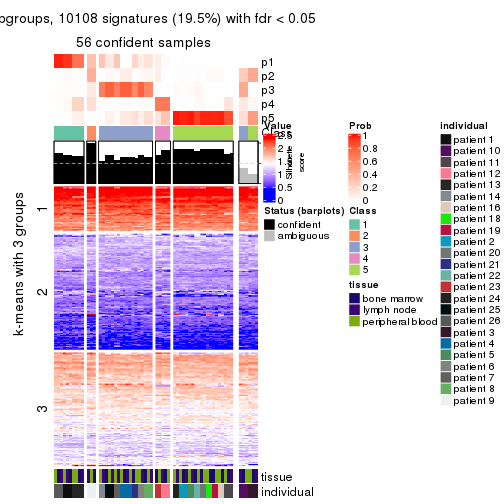 ogroups, 10108 signatures (19.5%) with fdr < 0.05
56 confident samples
p1
p2
p3
p4
p5
Class
k-means with 3 groups
1
2
3
Silhouette
score
Value
2.5
2
1.5
1
0.5
0
Status (barplots)
confident
ambiguous
Prob
1
0.8
0.6
0.4
0.2
0
Class
1
2
3
4
5
tissue
bone marrow
lymph node
peripheral blood
individual
patient 1
patient 10
patient 11
patient 12
patient 13
patient 14
patient 16
patient 18
patient 19
patient 2
patient 20
patient 21
patient 22
patient 23
patient 24
patient 25
patient 26
patient 3
patient 4
patient 5
patient 6
patient 7
patient 8
patient 9
tissue
individual